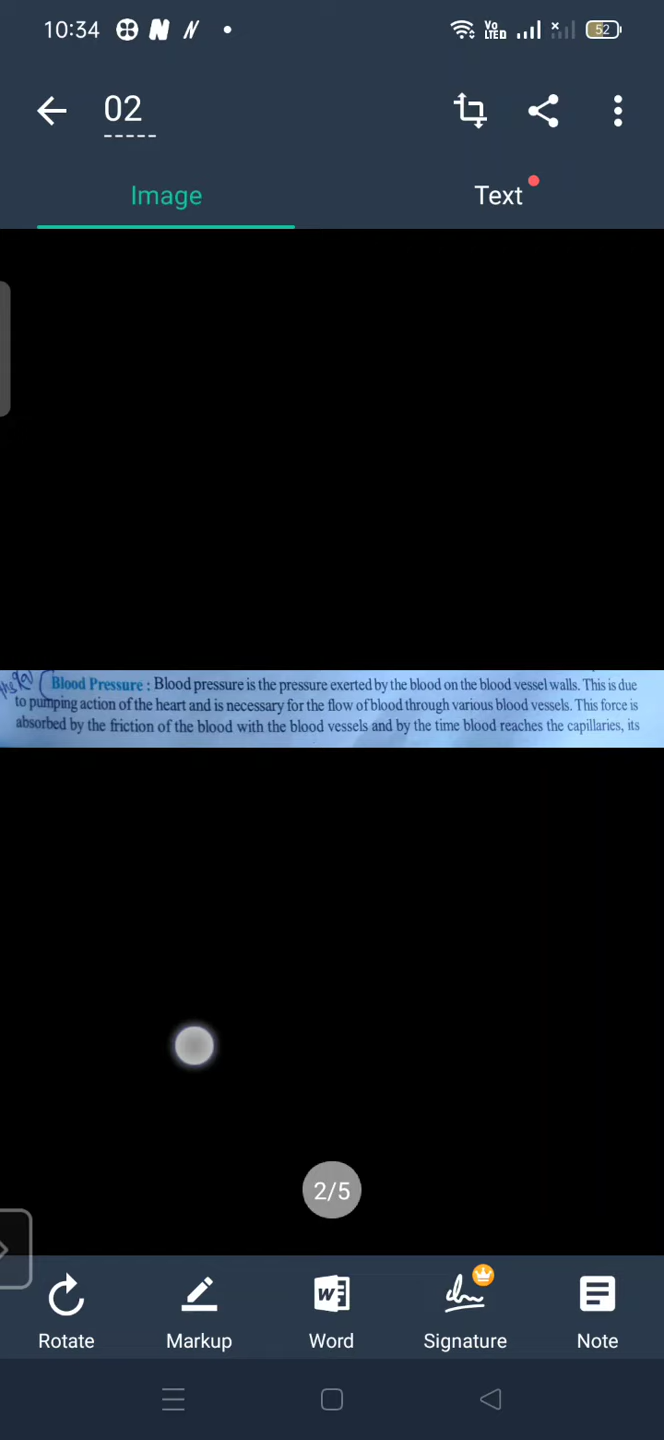 10:34
Vo
LTED
x
52
02
Image
Text
Blood Pressure : Blood pressure is the pressure exerted by the blood on the blood vessel walls. This is due
to pumping action of the heart and is necessary for the flow of blood through various blood vessels. This force is
absorbed by the friction of the blood with the blood vessels and by the time blood reaches the capillaries, its
2/5
Rotate
Markup
Word
Signature
Note